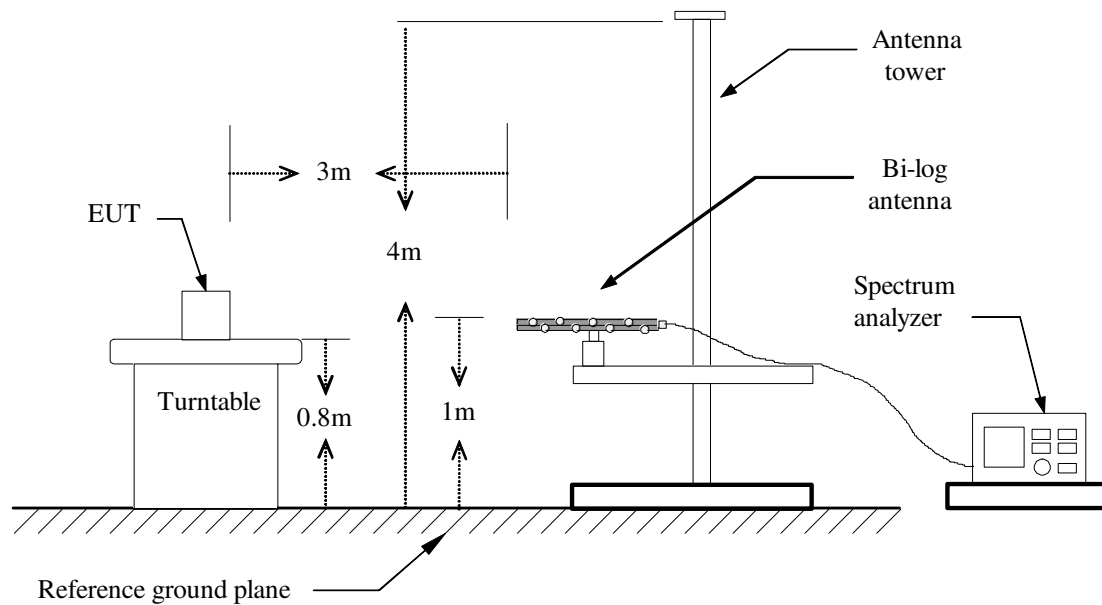 Antenna
tower
3m
Bi-log
antenna
EUT
4m
Spectrum
analyzer
Turntable
0.8m
1m
Reference ground plane